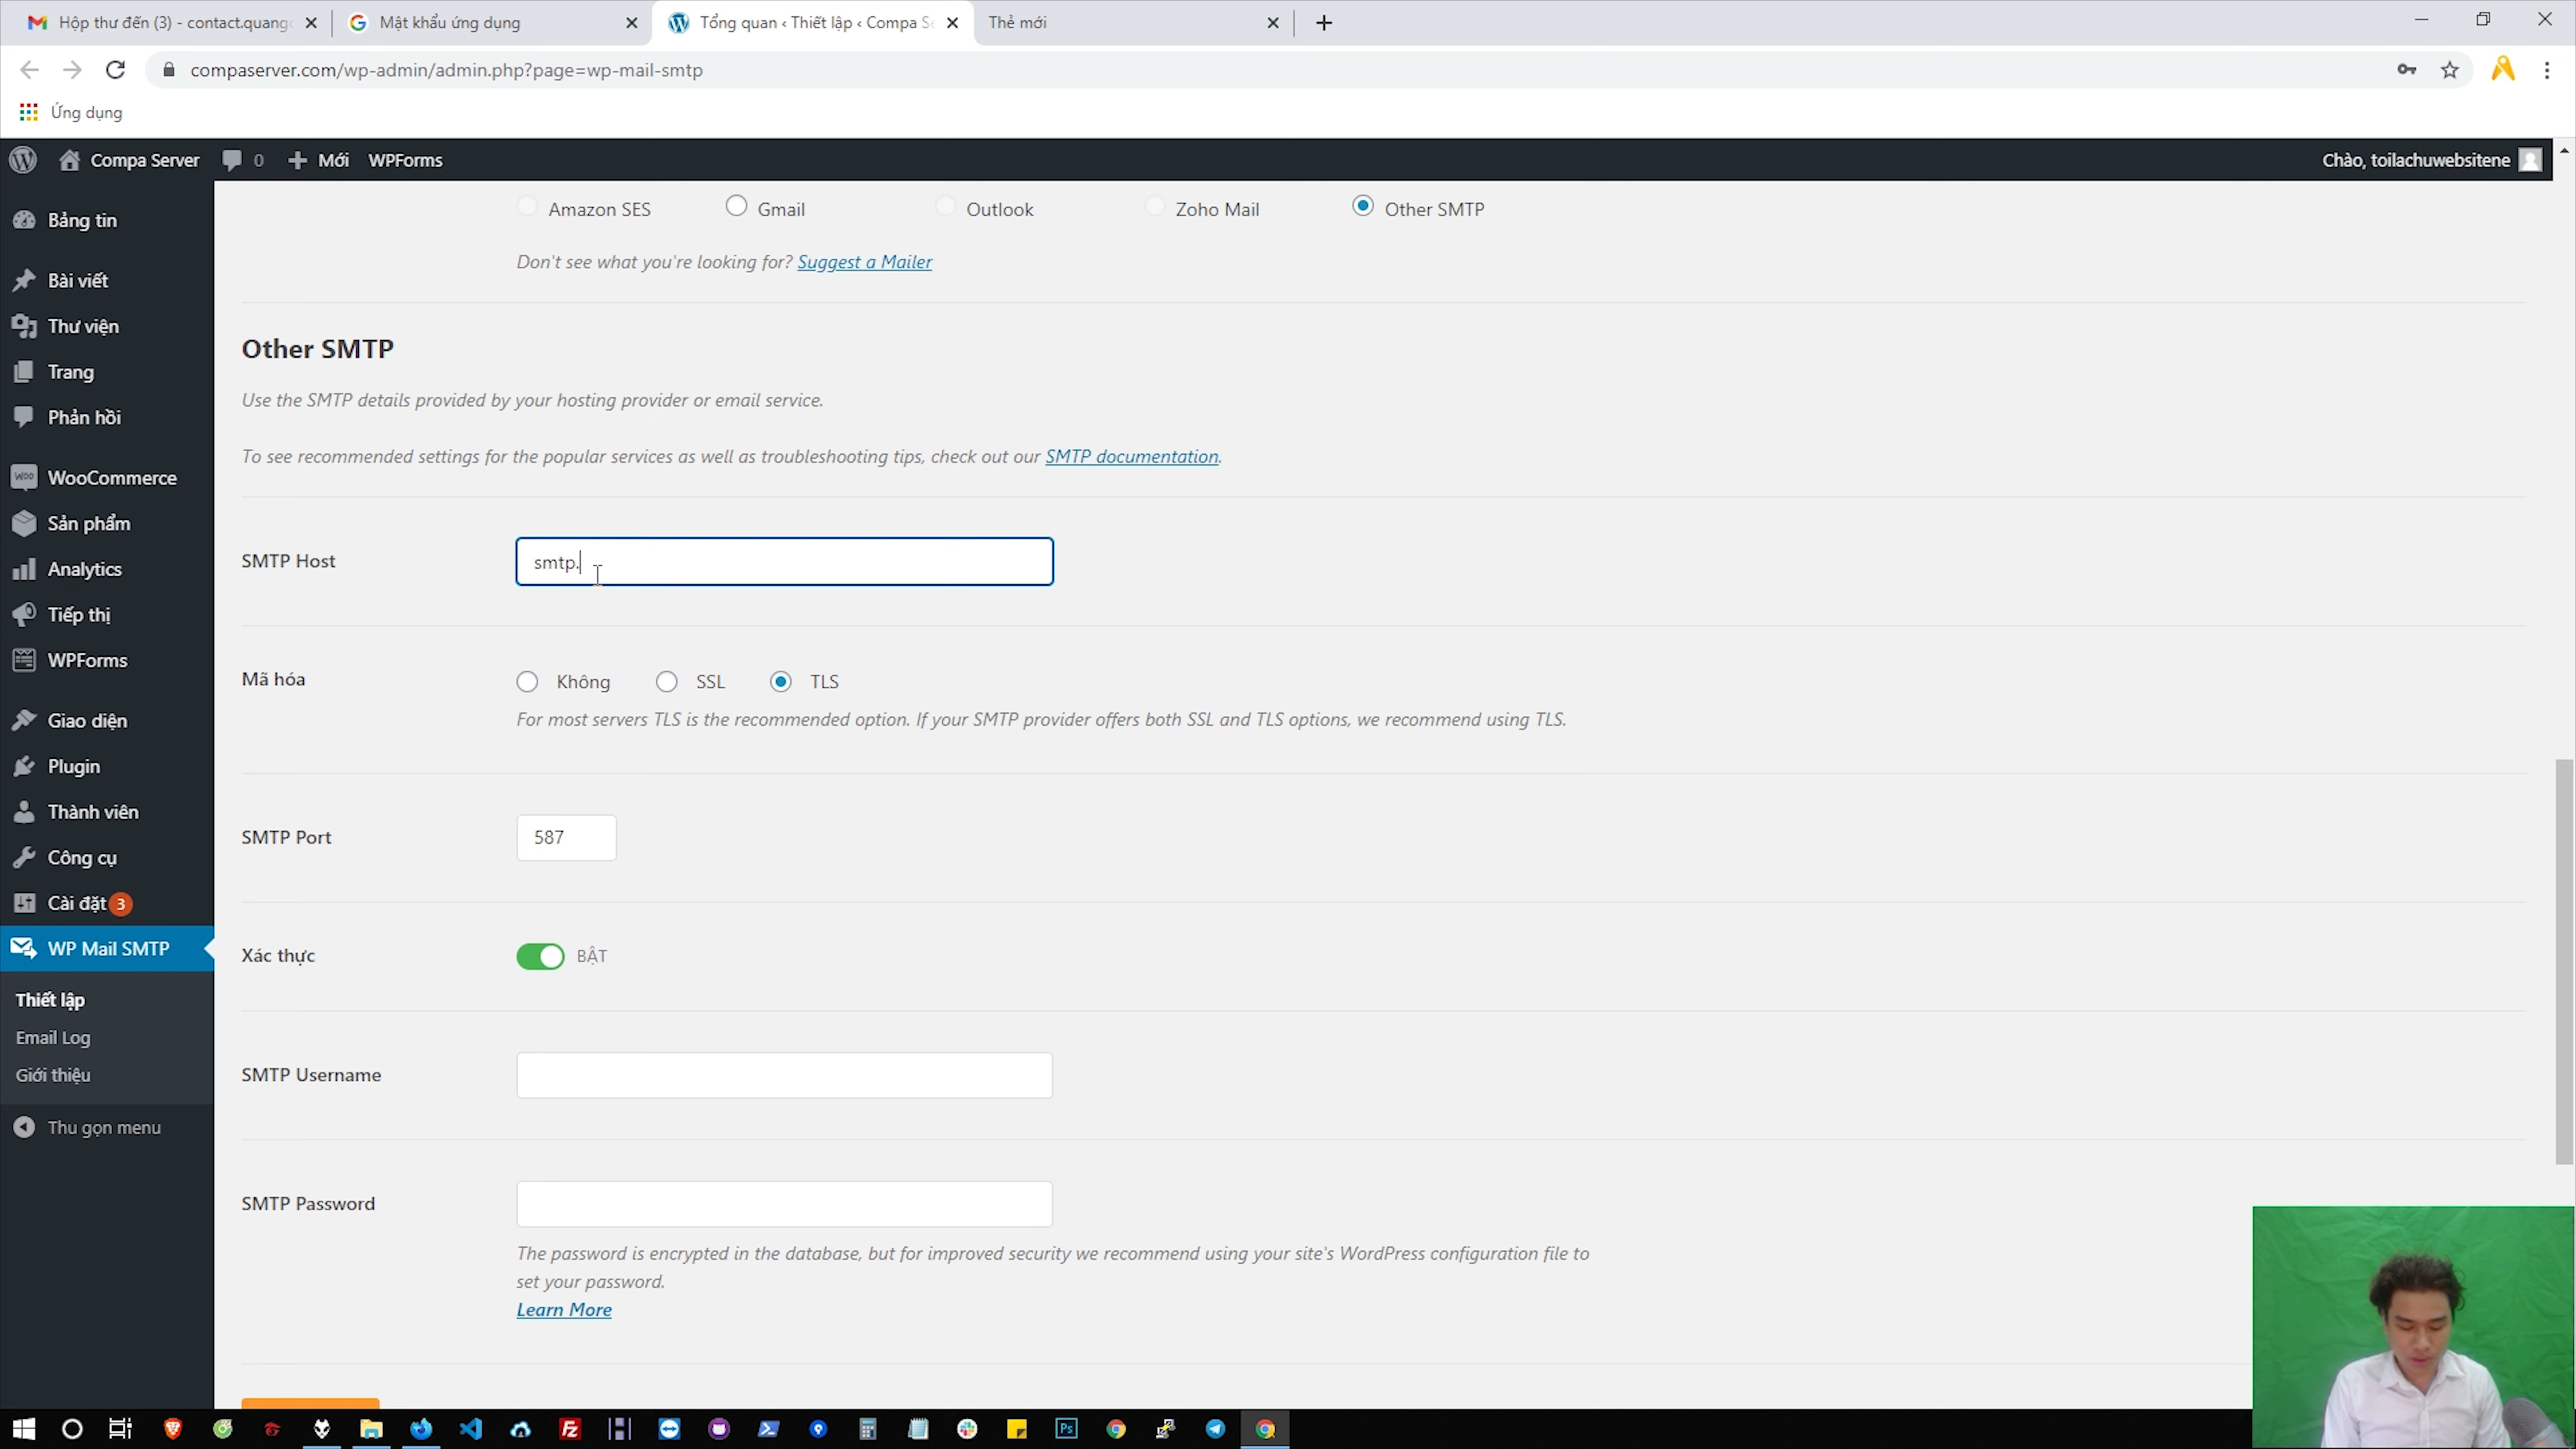 Hộp thư đến (3) - contact.quang
Mật khẩu ứng dụng
Tổng quan ‹ Thiết lập ‹ Compa Se
Thẻ mới
compaserver.com/wp-admin/admin.php?page=wp-mail-smtp
Ứng dụng
Compa Server
0
Mới
WPForms
Chào, toilachuwebsitene
Bảng tin
Bài viết
Thư viện
Trang
Phản hồi
WooCommerce
Sản phẩm
Analytics
Tiếp thị
WPForms
Giao diện
Plugin
Thành viên
Công cụ
Cài đặt 3
WP Mail SMTP
Thiết lập
Email Log
Giới thiệu
Thu gọn menu
Amazon SES
Gmail
Outlook
Zoho Mail
Other SMTP
Don't see what you're looking for? Suggest a Mailer
Other SMTP
Use the SMTP details provided by your hosting provider or email service.
To see recommended settings for the popular services as well as troubleshooting tips, check out our SMTP documentation.
SMTP Host
smtp.
Mã hóa
Không
SSL
TLS
For most servers TLS is the recommended option. If your SMTP provider offers both SSL and TLS options, we recommend using TLS.
SMTP Port
587
Xác thực
BẬT
SMTP Username
SMTP Password
The password is encrypted in the database, but for improved security we recommend using your site's WordPress configuration file to
set your password.
Learn More